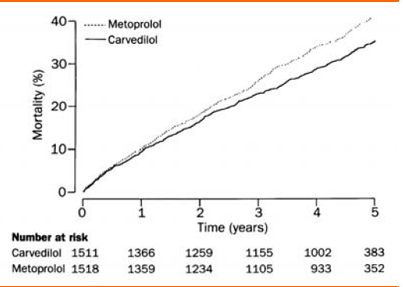 40
Metoprolol
Carvedilol
30
20
10
0
Mortality (%)
0 1 2 3 4 5
Time (years)
Number at risk
Carvedilol 1511 1366 1259 1155 1002 383
Metoprolol 1518 1359 1234 1105 933 352